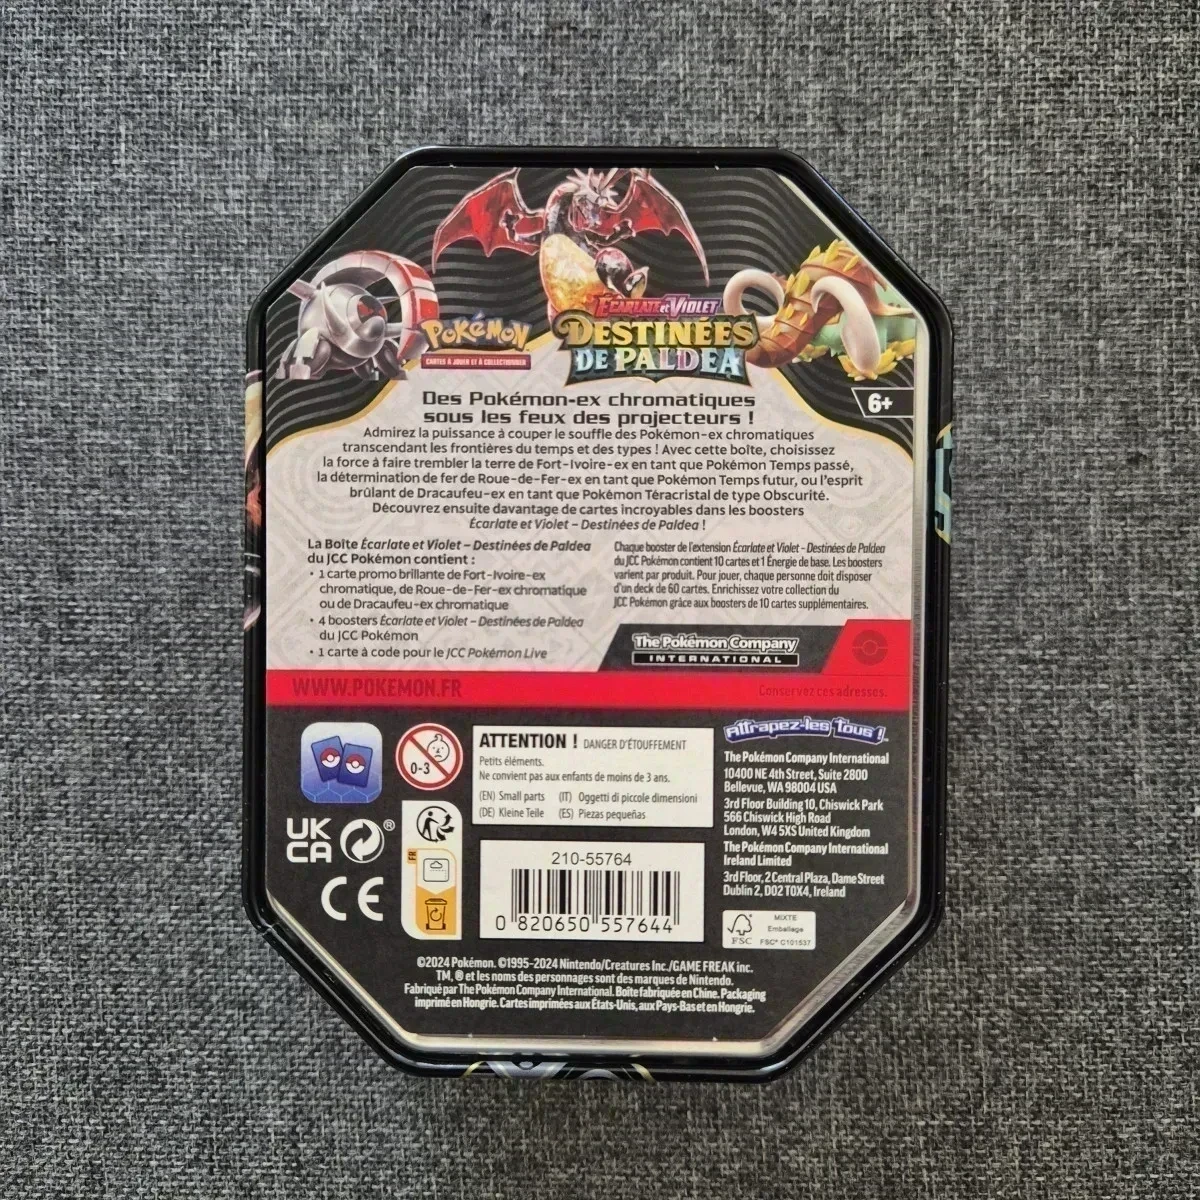 POKéMON
CARTES À JOUER ET À COLLECTIONNER
ÉCARLATE et VIOLET
DESTINÉES
DE PALDEA
6+
Des Pokémon-ex chromatiques
sous les feux des projecteurs !
Admirez la puissance à couper le souffle des Pokémon-ex chromatiques
transcendant les frontières du temps et des types ! Avec cette boîte, choisissez
la force à faire trembler la terre de Fort-Ivoire-ex en tant que Pokémon Temps passé,
la détermination de fer de Roue-de-Fer-ex en tant que Pokémon Temps futur, ou l'esprit
brûlant de Dracaufeu-ex en tant que Pokémon Téracristal de type Obscurité.
Découvrez ensuite davantage de cartes incroyables dans les boosters
Écarlate et Violet – Destinées de Paldea !
La Boîte Écarlate et Violet – Destinées de Paldea
du JCC Pokémon contient :
• 1 carte promo brillante de Fort-Ivoire-ex
chromatique, de Roue-de-Fer-ex chromatique
ou de Dracaufeu-ex chromatique
• 4 boosters Écarlate et Violet – Destinées de Paldea
du JCC Pokémon
• 1 carte à code pour le JCC Pokémon Live
Chaque booster de l'extension Écarlate et Violet – Destinées de Paldea
du JCC Pokémon contient 10 cartes et 1 Énergie de base. Les boosters
varient par produit. Pour jouer, chaque personne doit disposer
d'un deck de 60 cartes. Enrichissez votre collection du
JCC Pokémon grâce aux boosters de 10 cartes supplémentaires.
The Pokémon Company
INTERNATIONAL
WWW.POKEMON.FR
Conservez ces adresses.
0-3
ATTENTION ! DANGER D'ÉTOUFFEMENT
Petits éléments.
Ne convient pas aux enfants de moins de 3 ans.
(EN) Small parts (IT) Oggetti di piccole dimensioni
(DE) Kleine Teile (ES) Piezas pequeñas
UK
CA
®
CE
FR
210-55764
0 820650 557644
Attrapez-les Tous !
The Pokémon Company International
10400 NE 4th Street, Suite 2800
Bellevue, WA 98004 USA
3rd Floor Building 10, Chiswick Park
566 Chiswick High Road
London, W4 5XS United Kingdom
The Pokémon Company International
Ireland Limited
3rd Floor, 2 Central Plaza, Dame Street
Dublin 2, D02 T0X4, Ireland
FSC
MIXTE
Emballage
FSC® C101537
©2024 Pokémon. ©1995–2024 Nintendo/Creatures Inc./GAME FREAK inc.
TM, ® et les noms des personnages sont des marques de Nintendo.
Fabriqué par The Pokémon Company International. Boîte fabriquée en Chine. Packaging
imprimé en Hongrie. Cartes imprimées aux États-Unis, aux Pays-Bas et en Hongrie.